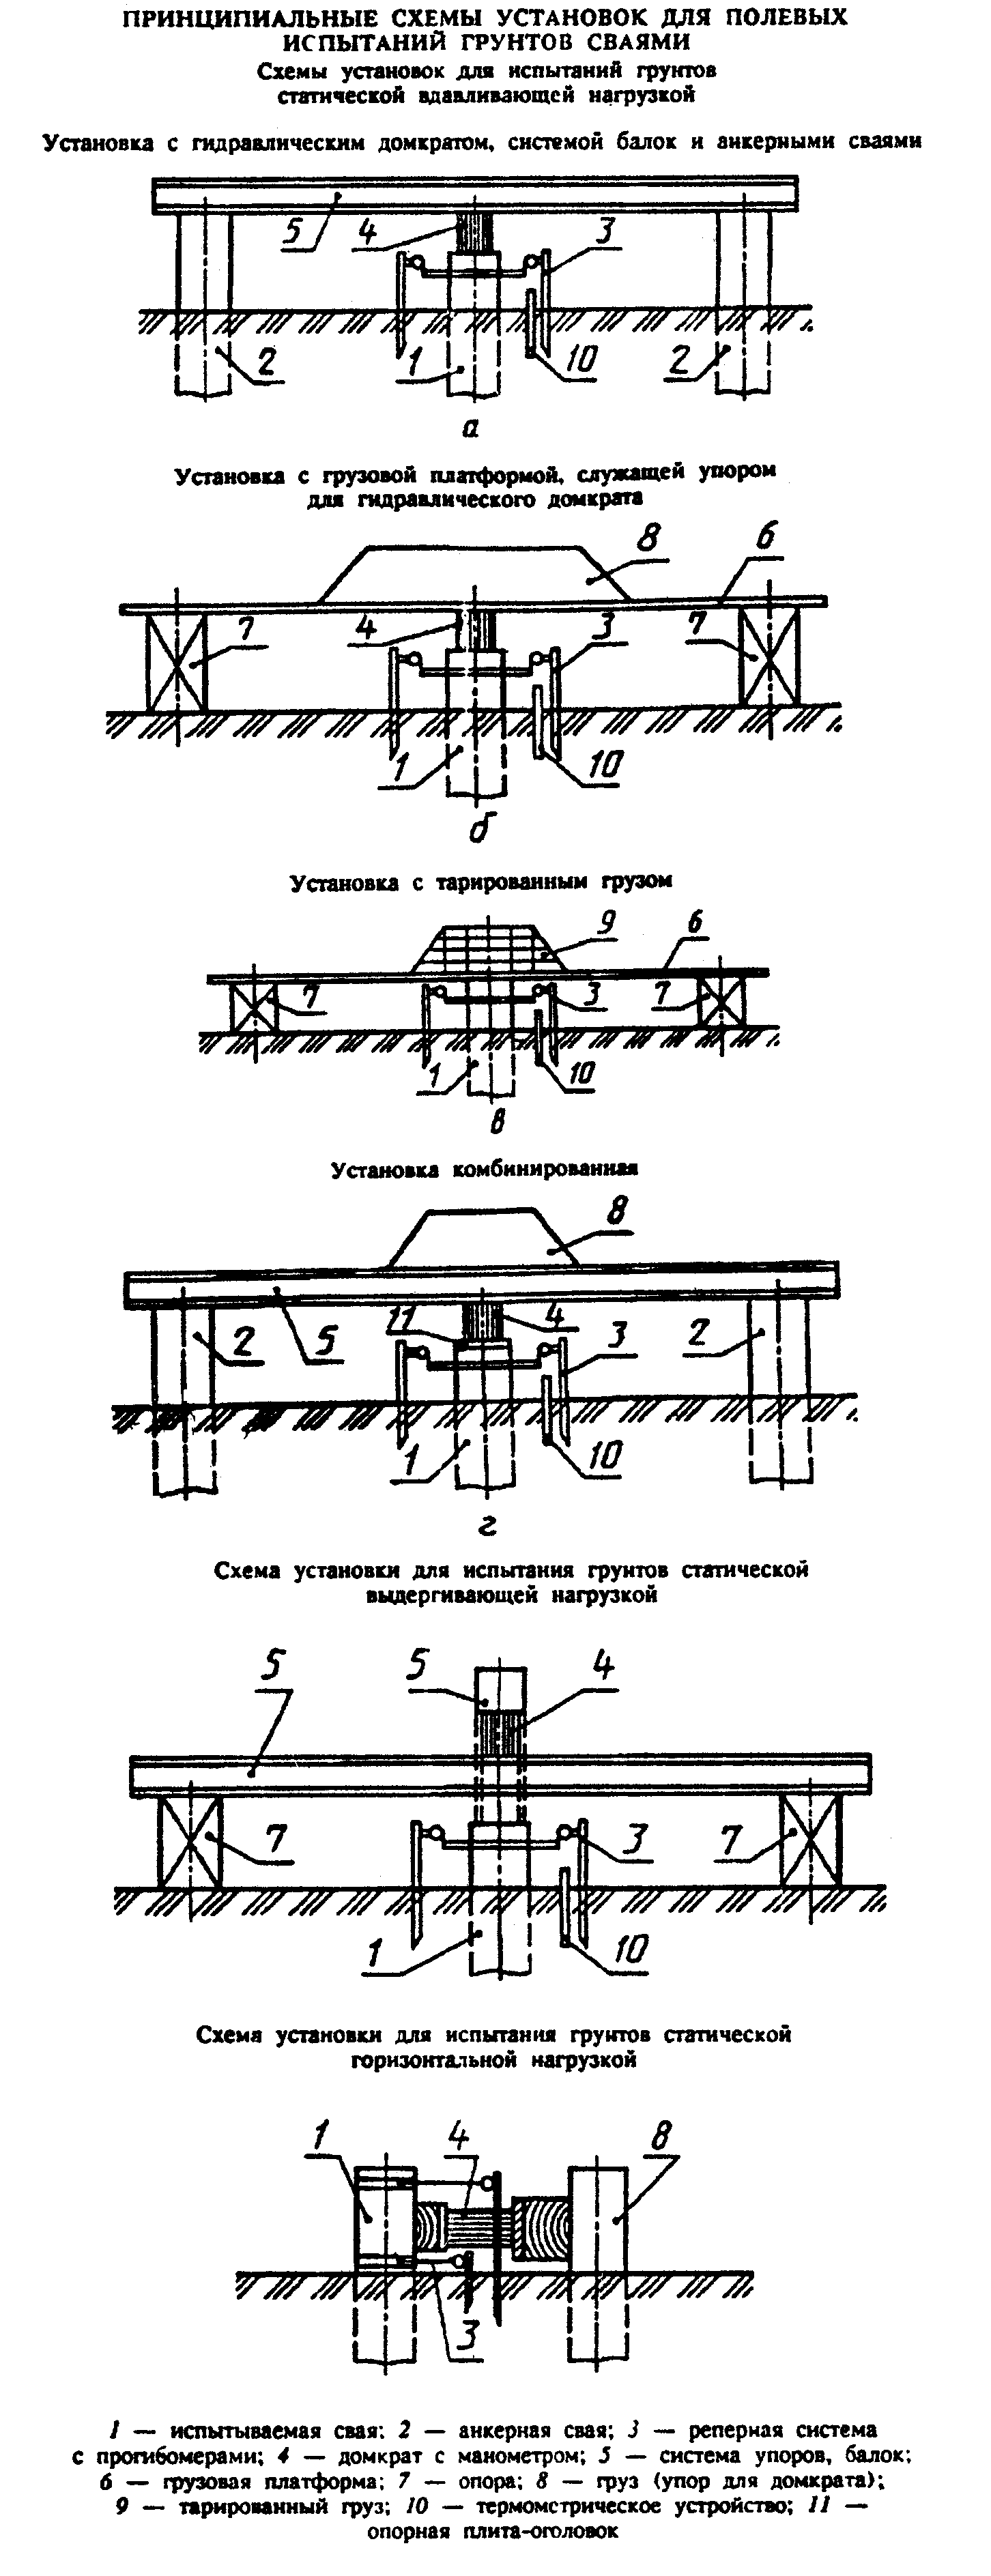 ПРИНЦИПИАЛЬНЫЕ СХЕМЫ УСТАНОВОК ДЛЯ ПОЛЕВЫХ
ИСПЫТАНИЙ ГРУНТОВ СВАЯМИ
Схемы установок для испытаний грунтов
статической вдавливающей нагрузкой
Установка с гидравлическим домкратом, системой балок и анкерными сваями
5 4 3
2 1 10 2
а
Установка с грузовой платформой, служащей упором
для гидравлического домкрата
8 6
7 4 3 7
1 10
б
Установка с тарированным грузом
9 6
7 3 7
1 10
в
Установка комбинированная
8
2 5 11 4 3 2
1 10
г
Схема установки для испытания грунтов статической
выдергивающей нагрузкой
5 5 4
7 3 7
1 10
Схема установки для испытания грунтов статической
горизонтальной нагрузкой
1 4 8
3
1 — испытываемая свая; 2 — анкерная свая; 3 — реперная система
с прогибомерами; 4 — домкрат с манометром; 5 — система упоров, балок;
6 — грузовая платформа; 7 — опора; 8 — груз (упор для домкрата);
9 — тарированный груз; 10 — термометрическое устройство; 11 —
опорная плита-оголовок